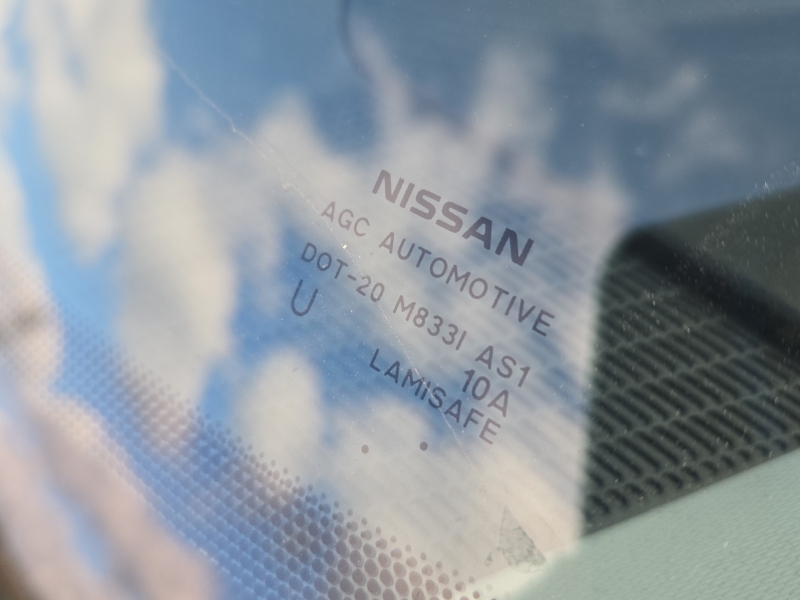 NISSAN
AGC AUTOMOTIVE
DOT-20 M833I AS1
U 10A
LAMISAFE